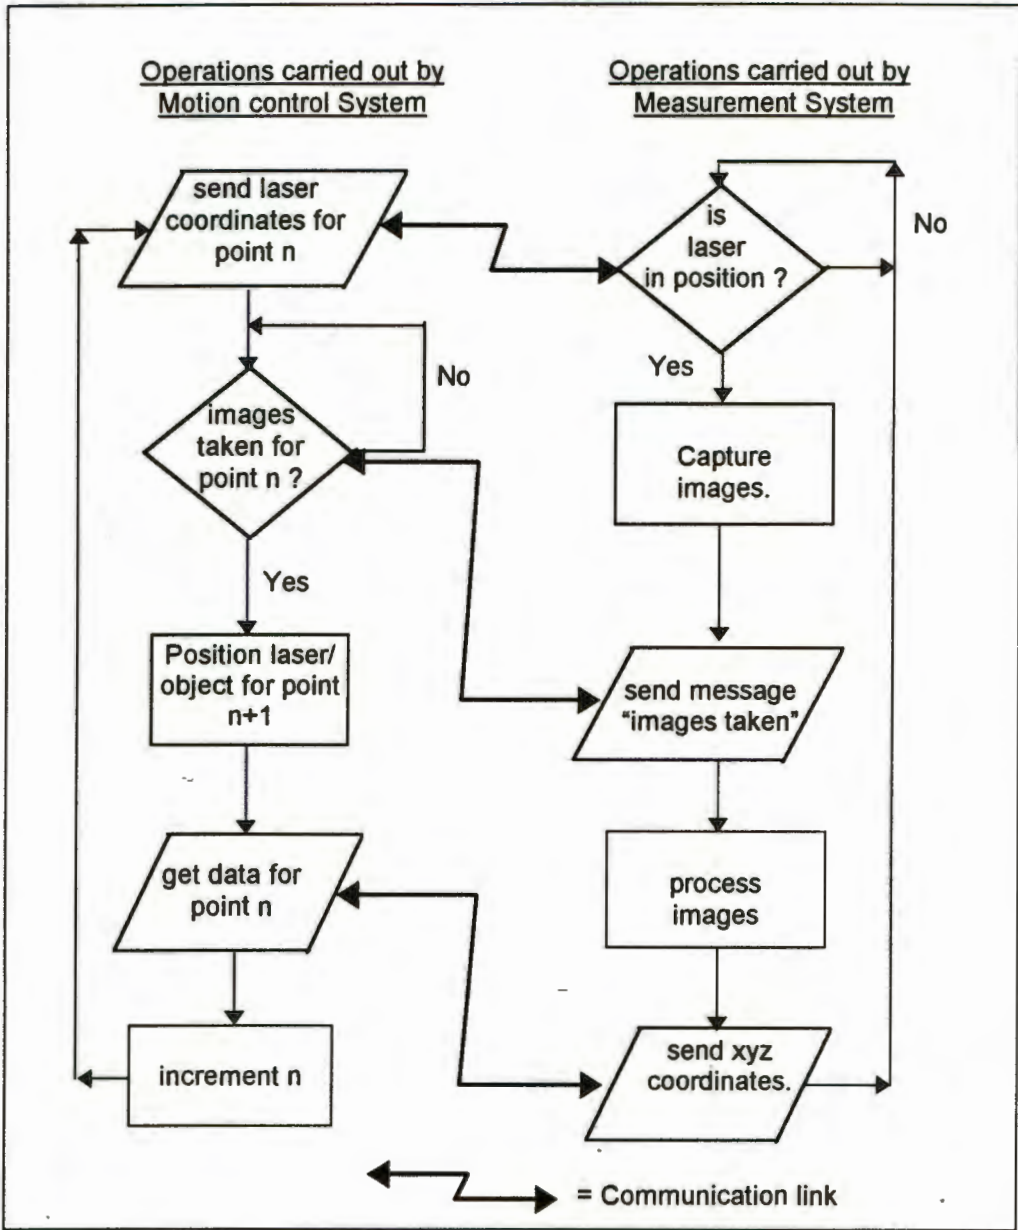 Operations carried out by
Motion control System
send laser
coordinates for
point n
No
images
taken for
point n ?
Yes
Position laser/
object for point
n+1
get data for
point n
increment n
Operations carried out by
Measurement System
is
laser
in position ?
No
Yes
Capture
images.
send message
“images taken”
process
images
send xyz
coordinates.
= Communication link